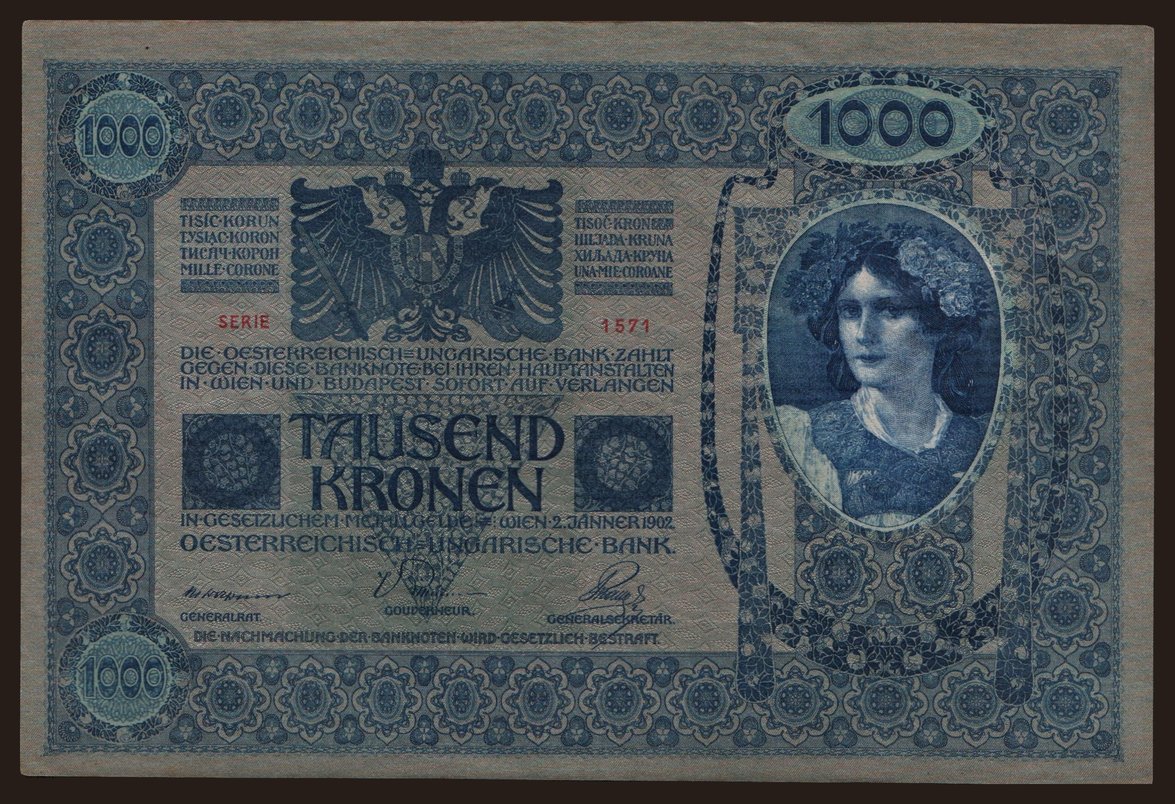 1000
1000
TISÍC·KORUN
TYSIĄC·KORON
ТИСЯЧ·КОРОН
MILLE·CORONE
TISOČ·KRON
HILJADA·KRUNA
ХИЉАДА·КРУНА
UNA·MIE·COROANE
SERIE
1571
DIE·OESTERREICHISCH=UNGARISCHE·BANK·ZAHLT
GEGEN·DIESE·BANKNOTE·BEI·IHREN·HAUPTANSTALTEN
IN·WIEN·UND·BUDAPEST·SOFORT·AUF·VERLANGEN
TAUSEND
KRONEN
IN·GESETZLICHEM·METALLGELDE WIEN·2.JÄNNER 1902
OESTERREICHISCH=UNGARISCHE·BANK.
GENERALRAT.
GOUVERNEUR.
GENERALSEKRETÄR.
DIE·NACHMACHUNG·DER·BANKNOTEN·WIRD·GESETZLICH·BESTRAFT.
1000